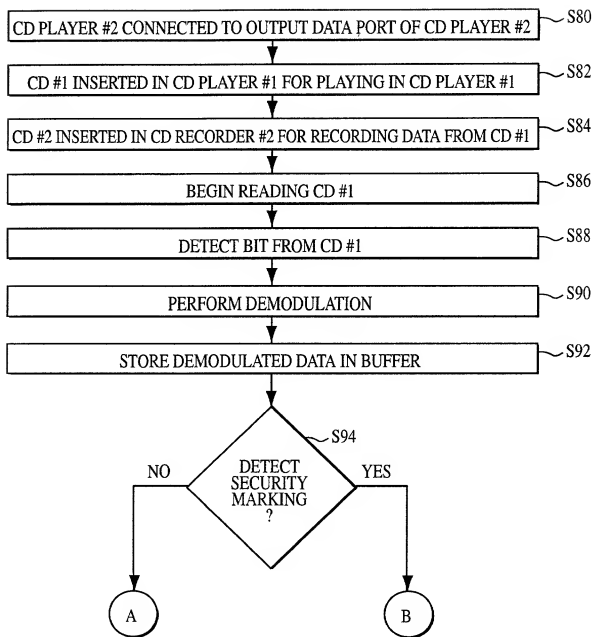 CD PLAYER #2 CONNECTED TO OUTPUT DATA PORT OF CD PLAYER #2
S80
CD #1 INSERTED IN CD PLAYER #1 FOR PLAYING IN CD PLAYER #1
S82
CD #2 INSERTED IN CD RECORDER #2 FOR RECORDING DATA FROM CD #1
S84
BEGIN READING CD #1
S86
DETECT BIT FROM CD #1
S88
PERFORM DEMODULATION
S90
STORE DEMODULATED DATA IN BUFFER
S92
S94
DETECT
SECURITY
MARKING
?
NO
YES
A
B